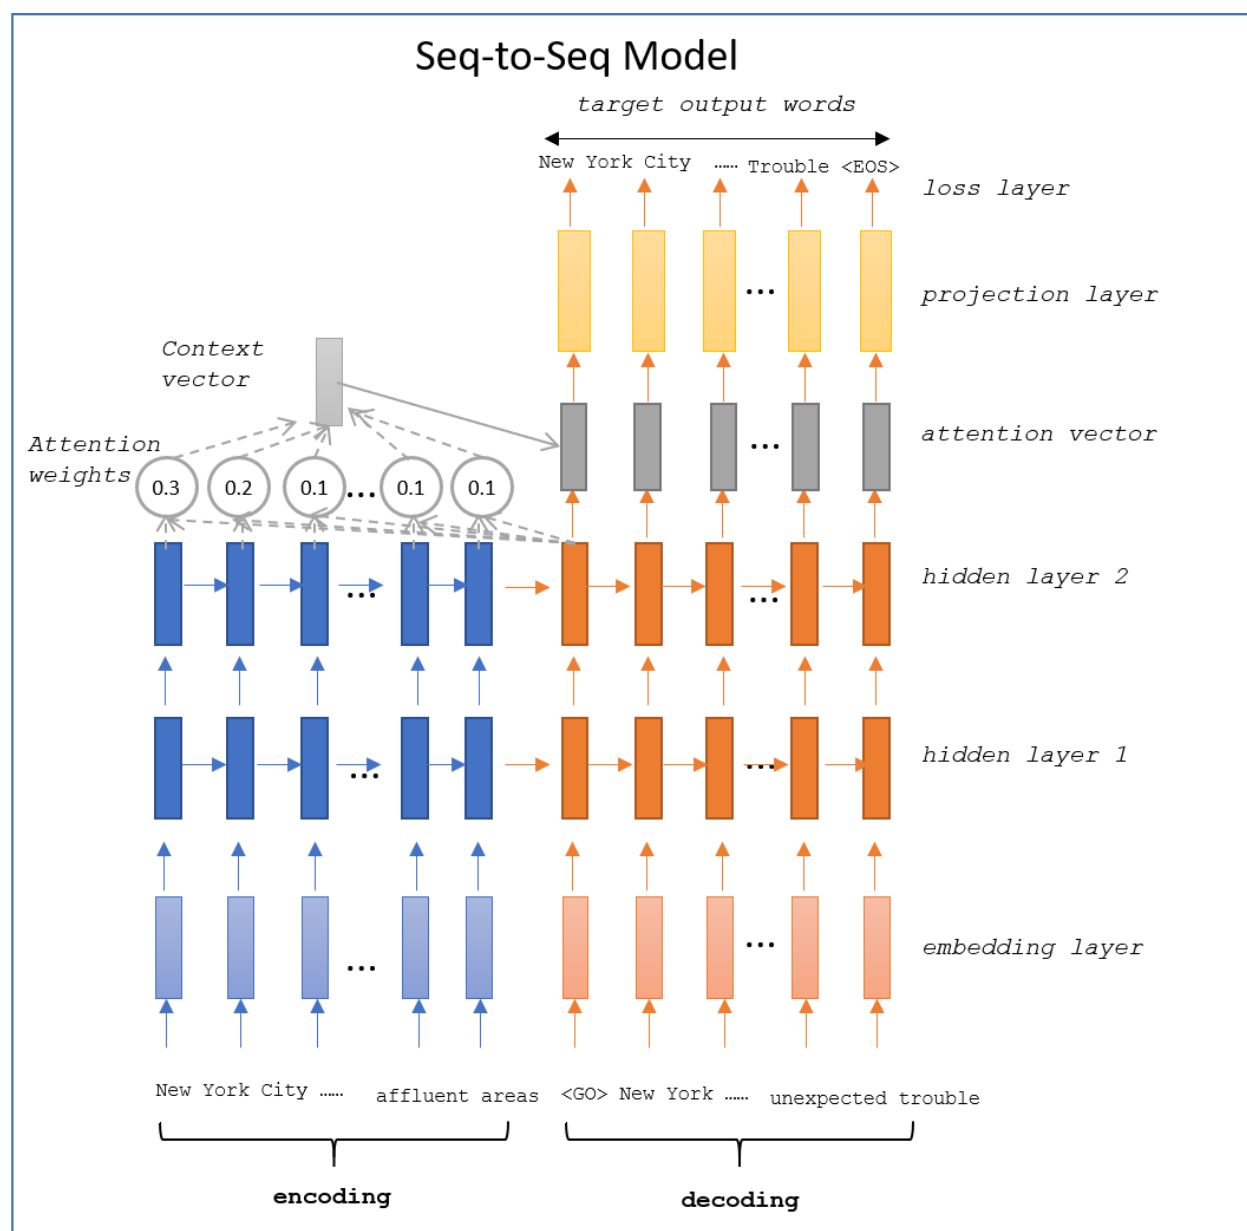 Seq-to-Seq Model
target output words
New York City …… Trouble <EOS>
loss layer
projection layer
Context
vector
attention vector
Attention
weights
0.3 0.2 0.1 ... 0.1 0.1
hidden layer 2
...
...
hidden layer 1
...
...
embedding layer
...
...
New York City …… affluent areas <GO> New York …… unexpected trouble
encoding
decoding